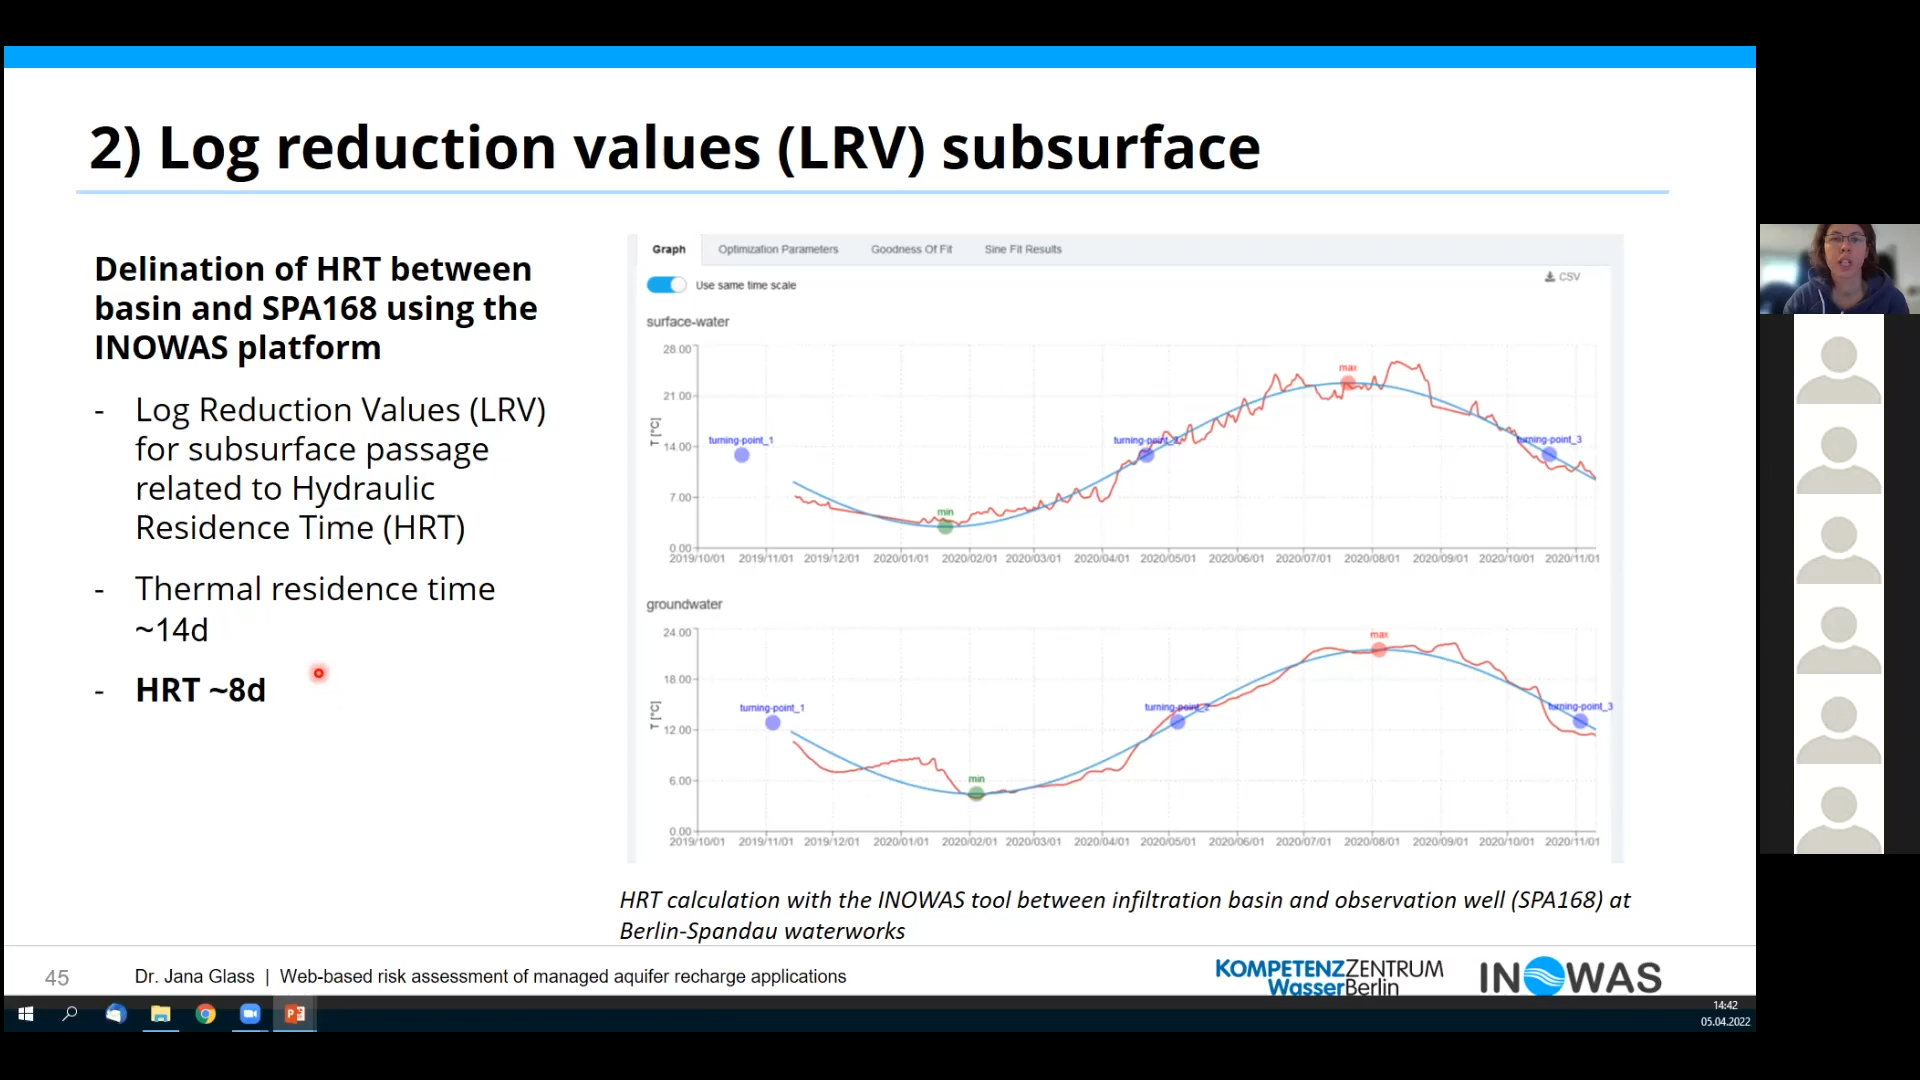 2) Log reduction values (LRV) subsurface
Delination of HRT between
basin and SPA168 using the
INOWAS platform
- Log Reduction Values (LRV)
for subsurface passage
related to Hydraulic
Residence Time (HRT)
- Thermal residence time
~14d
- HRT ~8d
Graph Optimization Parameters Goodness Of Fit Sine Fit Results
Use same time scale
CSV
surface-water
28.00
21.00
14.00
7.00
0.00
T [°C]
turning-point_1
min
turning-point_2
max
turning-point_3
2019/10/01 2019/11/01 2019/12/01 2020/01/01 2020/02/01 2020/03/01 2020/04/01 2020/05/01 2020/06/01 2020/07/01 2020/08/01 2020/09/01 2020/10/01 2020/11/01
groundwater
24.00
18.00
12.00
6.00
0.00
T [°C]
turning-point_1
min
turning-point_2
max
turning-point_3
2019/10/01 2019/11/01 2019/12/01 2020/01/01 2020/02/01 2020/03/01 2020/04/01 2020/05/01 2020/06/01 2020/07/01 2020/08/01 2020/09/01 2020/10/01 2020/11/01
HRT calculation with the INOWAS tool between infiltration basin and observation well (SPA168) at
Berlin-Spandau waterworks
45
Dr. Jana Glass | Web-based risk assessment of managed aquifer recharge applications
KOMPETENZZENTRUM
WasserBerlin
INOWAS
14:42
05.04.2022